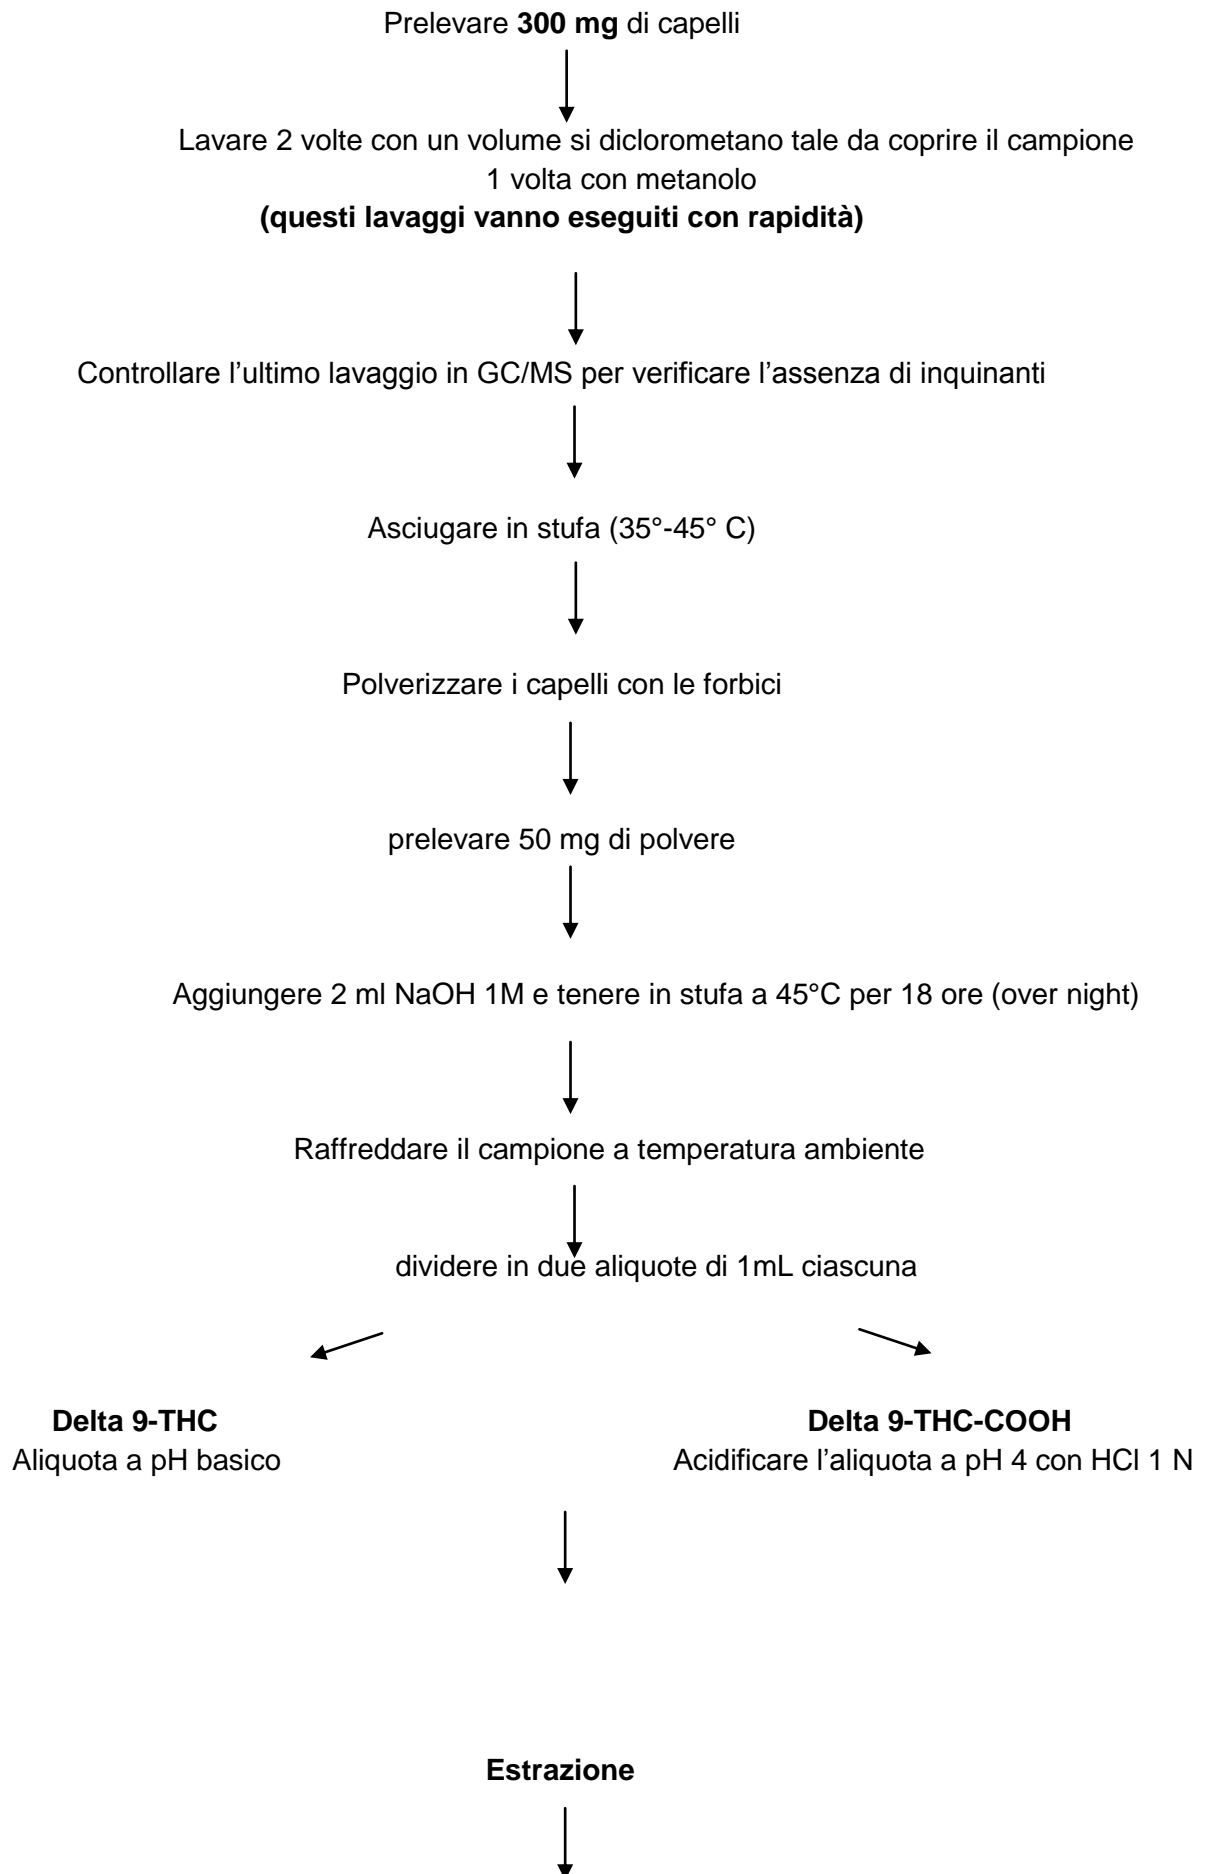 Prelevare 300 mg di capelli
Lavare 2 volte con un volume si diclorometano tale da coprire il campione
1 volta con metanolo
(questi lavaggi vanno eseguiti con rapidità)
Controllare l’ultimo lavaggio in GC/MS per verificare l’assenza di inquinanti
Asciugare in stufa (35°-45° C)
Polverizzare i capelli con le forbici
prelevare 50 mg di polvere
Aggiungere 2 ml NaOH 1M e tenere in stufa a 45°C per 18 ore (over night)
Raffreddare il campione a temperatura ambiente
dividere in due aliquote di 1mL ciascuna
Delta 9-THC
Aliquota a pH basico
Delta 9-THC-COOH
Acidificare l’aliquota a pH 4 con HCl 1 N
Estrazione